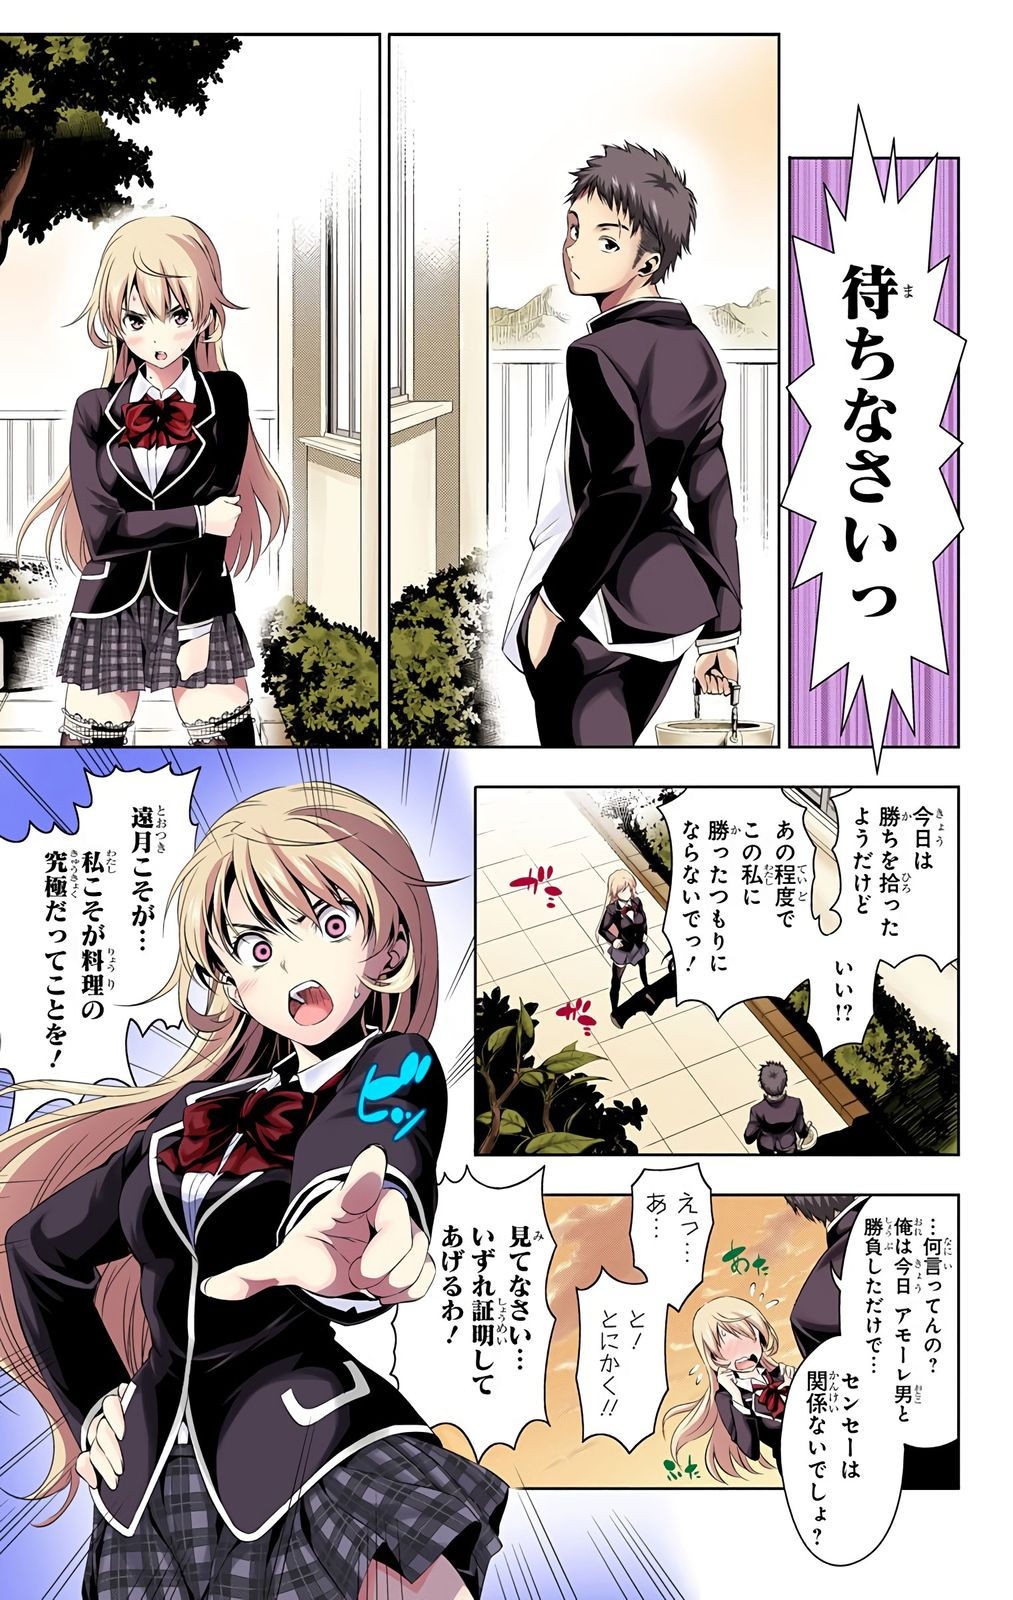 待ちなさいっ
今日は
勝ちを拾った
ようだけど
いい!?
あの程度で
この私に
勝ったつもりに
ならないでっ!
ザッ
ザッ
…何言ってんの?
俺は今日 アモーレ男と
勝負しただけで…
センセーは
関係ないでしょ?
えっ…
あ…
あた
ふた
と!
とにかく!!
見てなさい…
いずれ証明して
あげるわ!
ビッ
遠月こそが…
私こそが料理の
究極だってことを!